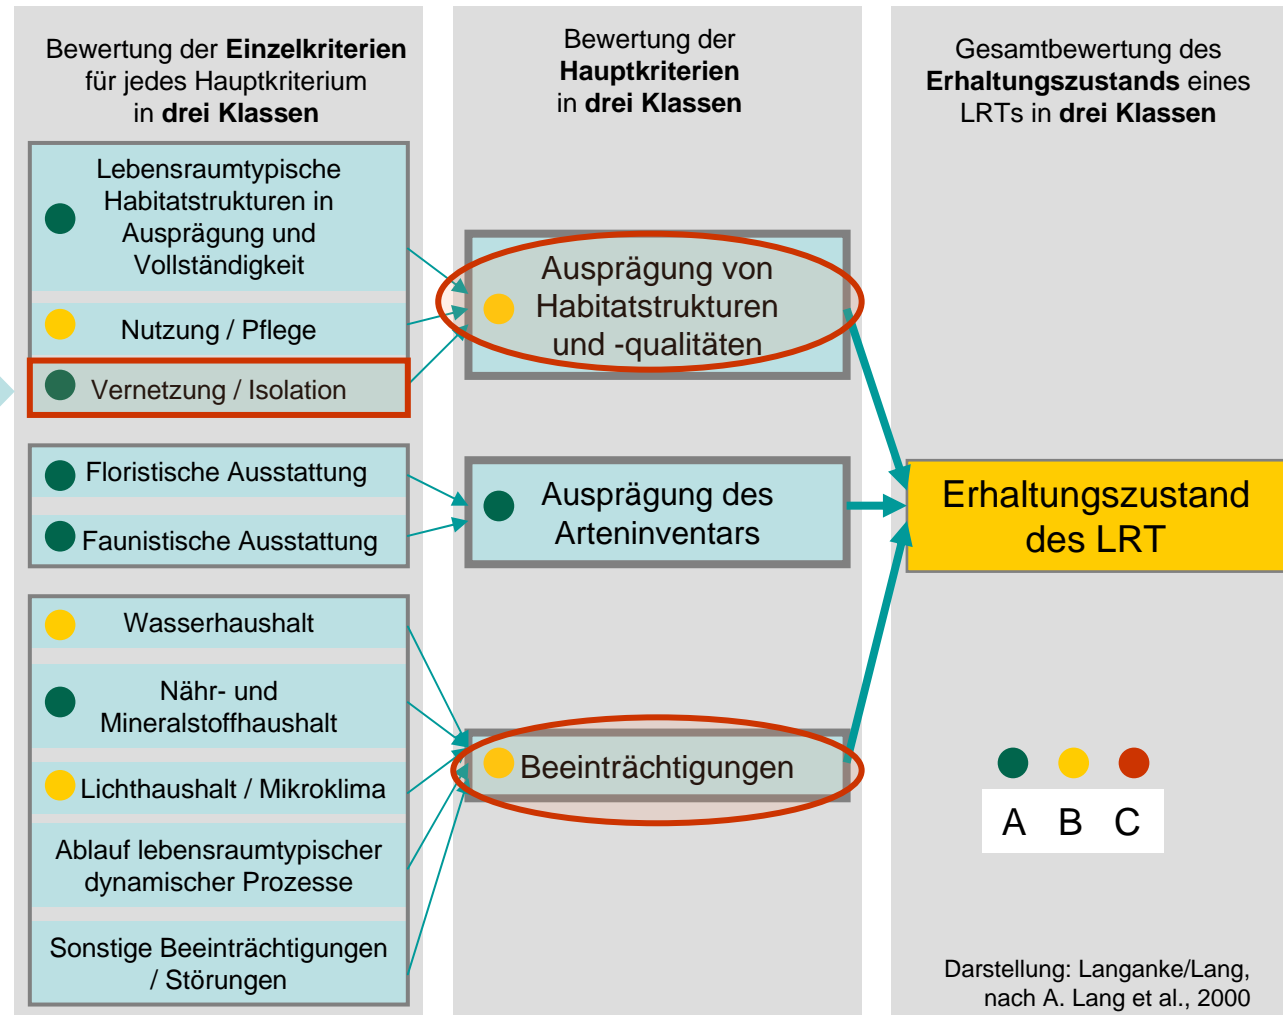 Bewertung der Einzelkriterien
für jedes Hauptkriterium
in drei Klassen
Lebensraumtypische
Habitatstrukturen in
Ausprägung und
Vollständigkeit
Nutzung / Pflege
Vernetzung / Isolation
Floristische Ausstattung
Faunistische Ausstattung
Wasserhaushalt
Nähr- und
Mineralstoffhaushalt
Lichthaushalt / Mikroklima
Ablauf lebensraumtypischer
dynamischer Prozesse
Sonstige Beeinträchtigungen
/ Störungen
Bewertung der
Hauptkriterien
in drei Klassen
Ausprägung von
Habitatstrukturen
und -qualitäten
Ausprägung des
Arteninventars
Beeinträchtigungen
Gesamtbewertung des
Erhaltungszustands eines
LRTs in drei Klassen
Erhaltungszustand
des LRT
A B C
Darstellung: Langanke/Lang,
nach A. Lang et al., 2000